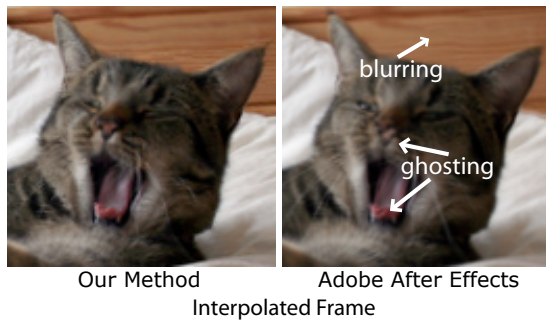 blurring
ghosting
Our Method
Adobe After Effects
Interpolated Frame